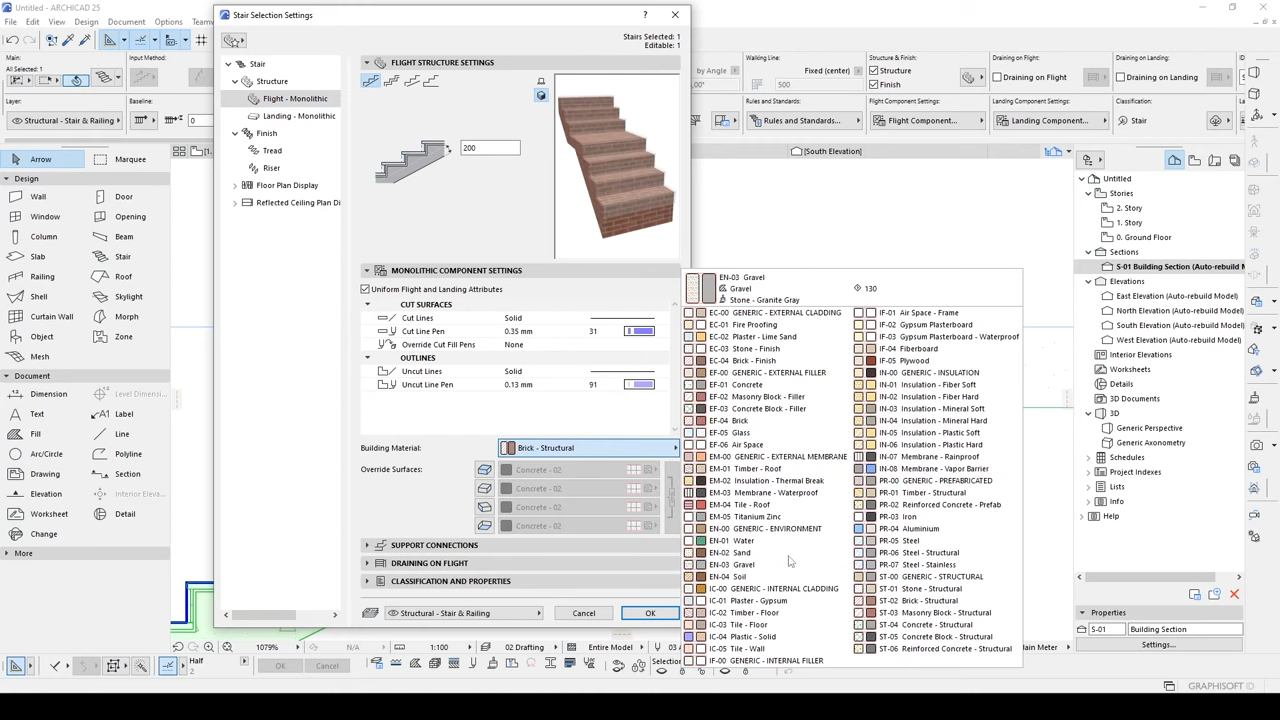 Untitled - ARCHICAD 25
File Edit View Design Document Options Teamw
Main:
All Selected: 1
Input Method:
Layer:
Structural - Stair & Railing
Baseline:
0
Arrow
Marquee
Design
Wall
Door
Window
Opening
Column
Beam
Slab
Stair
Railing
Roof
Shell
Skylight
Curtain Wall
Morph
Object
Zone
Mesh
Document
Dimension
Level Dimensi...
Text
Label
Fill
Line
Arc/Circle
Polyline
Drawing
Section
Elevation
Interior Eleva...
Worksheet
Detail
Change
More
Half
2
Stair Selection Settings
?
Stairs Selected: 1
Editable: 1
Stair
Structure
Flight - Monolithic
Landing - Monolithic
Finish
Tread
Riser
Floor Plan Display
Reflected Ceiling Plan Di
FLIGHT STRUCTURE SETTINGS
200
MONOLITHIC COMPONENT SETTINGS
Uniform Flight and Landing Attributes
CUT SURFACES
Cut Lines Solid
Cut Line Pen 0.35 mm 31
Override Cut Fill Pens None
OUTLINES
Uncut Lines Solid
Uncut Line Pen 0.13 mm 91
Building Material: Brick - Structural
Override Surfaces: Concrete - 02
Concrete - 02
Concrete - 02
Concrete - 02
SUPPORT CONNECTIONS
DRAINING ON FLIGHT
CLASSIFICATION AND PROPERTIES
Structural - Stair & Railing
Cancel
OK
EN-03 Gravel
Gravel
130
Stone - Granite Gray
EC-00 GENERIC - EXTERNAL CLADDING
EC-01 Fire Proofing
EC-02 Plaster - Lime Sand
EC-03 Stone - Finish
EC-04 Brick - Finish
EF-00 GENERIC - EXTERNAL FILLER
EF-01 Concrete
EF-02 Masonry Block - Filler
EF-03 Concrete Block - Filler
EF-04 Brick
EF-05 Glass
EF-06 Air Space
EM-00 GENERIC - EXTERNAL MEMBRANE
EM-01 Timber - Roof
EM-02 Insulation - Thermal Break
EM-03 Membrane - Waterproof
EM-04 Tile - Roof
EM-05 Titanium Zinc
EN-00 GENERIC - ENVIRONMENT
EN-01 Water
EN-02 Sand
EN-03 Gravel
EN-04 Soil
IC-00 GENERIC - INTERNAL CLADDING
IC-01 Plaster - Gypsum
IC-02 Timber - Floor
IC-03 Tile - Floor
IC-04 Plastic - Solid
IC-05 Tile - Wall
IF-00 GENERIC - INTERNAL FILLER
IF-01 Air Space - Frame
IF-02 Gypsum Plasterboard
IF-03 Gypsum Plasterboard - Waterproof
IF-04 Fiberboard
IF-05 Plywood
IN-00 GENERIC - INSULATION
IN-01 Insulation - Fiber Soft
IN-02 Insulation - Fiber Hard
IN-03 Insulation - Mineral Soft
IN-04 Insulation - Mineral Hard
IN-05 Insulation - Plastic Soft
IN-06 Insulation - Plastic Hard
IN-07 Membrane - Rainproof
IN-08 Membrane - Vapor Barrier
PR-00 GENERIC - PREFABRICATED
PR-01 Timber - Structural
PR-02 Reinforced Concrete - Prefab
PR-03 Iron
PR-04 Aluminium
PR-05 Steel
PR-06 Steel - Structural
PR-07 Steel - Stainless
ST-00 GENERIC - STRUCTURAL
ST-01 Stone - Structural
ST-02 Brick - Structural
ST-03 Masonry Block - Structural
ST-04 Concrete - Structural
ST-05 Concrete Block - Structural
ST-06 Reinforced Concrete - Structural
by Angle
Walking Line:
Fixed (center)
500
Structure & Finish:
Structure
Finish
Draining on Flight:
Draining on Flight
Draining on Landing:
Draining on Landing
Rules and Standards:
Rules and Standards...
Flight Component Settings:
Flight Component...
Landing Component Settings:
Landing Component...
Classification:
Stair
[South Elevation]
Untitled
Stories
2. Story
1. Story
0. Ground Floor
Sections
S-01 Building Section (Auto-rebuild M
Elevations
East Elevation (Auto-rebuild Model)
North Elevation (Auto-rebuild Model)
South Elevation (Auto-rebuild Model)
West Elevation (Auto-rebuild Model)
Interior Elevations
Worksheets
Details
3D Documents
3D
Generic Perspective
Generic Axonometry
Schedules
Project Indexes
Lists
Info
Help
Properties
S-01 Building Section
Settings...
1079% N/A 1:100 02 Drafting Entire Model 03 A
OK Cancel
GRAPHISOFT ID